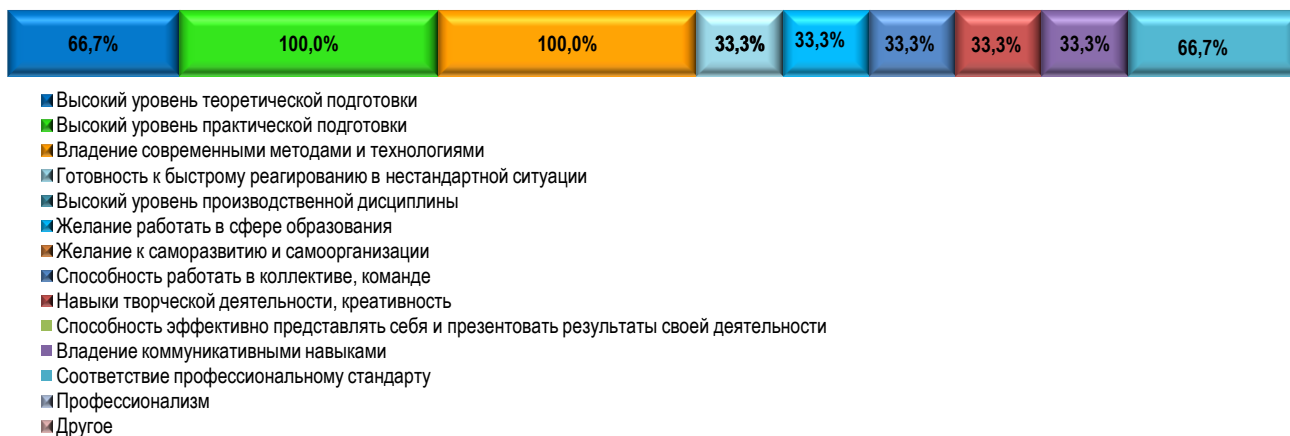 66,7% 100,0% 100,0% 33,3% 33,3% 33,3% 33,3% 33,3% 66,7%
Высокий уровень теоретической подготовки
Высокий уровень практической подготовки
Владение современными методами и технологиями
Готовность к быстрому реагированию в нестандартной ситуации
Высокий уровень производственной дисциплины
Желание работать в сфере образования
Желание к саморазвитию и самоорганизации
Способность работать в коллективе, команде
Навыки творческой деятельности, креативность
Способность эффективно представлять себя и презентовать результаты своей деятельности
Владение коммуникативными навыками
Соответствие профессиональному стандарту
Профессионализм
Другое